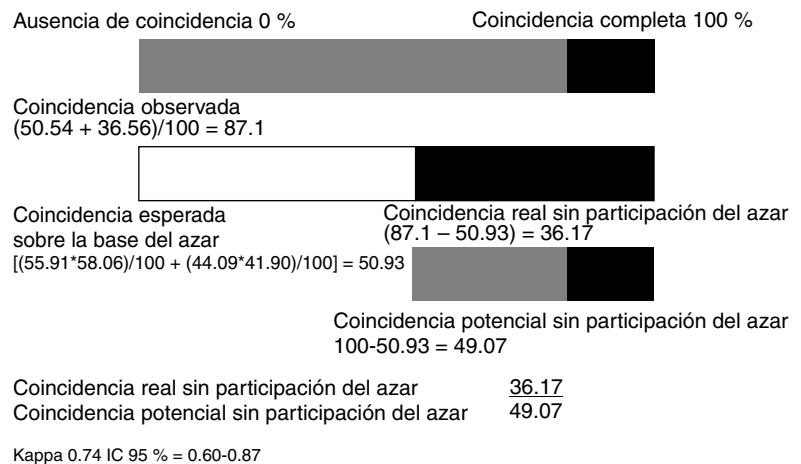 Ausencia de coincidencia 0 %
Coincidencia completa 100 %
Coincidencia observada
(50.54 + 36.56)/100 = 87.1
Coincidencia esperada
sobre la base del azar
[(55.91*58.06)/100 + (44.09*41.90)/100] = 50.93
Coincidencia real sin participación del azar
(87.1 – 50.93) = 36.17
Coincidencia potencial sin participación del azar
100-50.93 = 49.07
Coincidencia real sin participación del azar 36.17
Coincidencia potencial sin participación del azar 49.07
Kappa 0.74 IC 95 % = 0.60-0.87